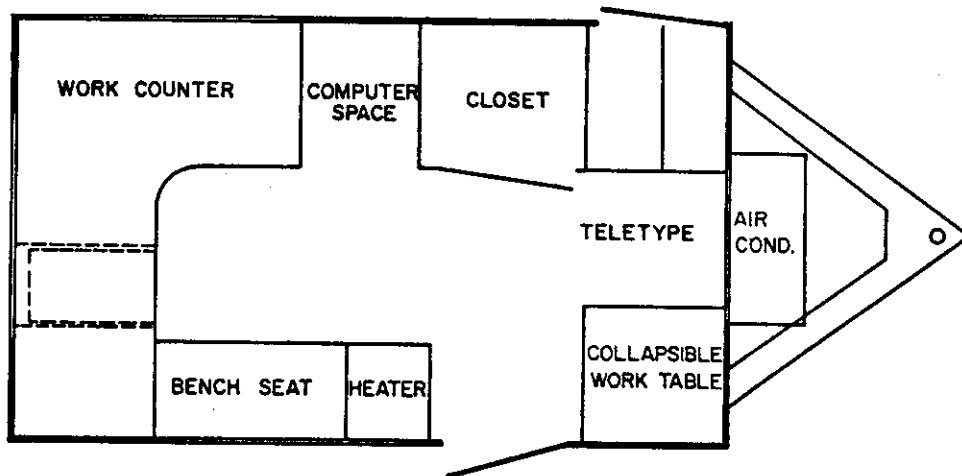 WORK COUNTER
COMPUTER
SPACE
CLOSET
TELETYPE
AIR
COND.
BENCH SEAT
HEATER
COLLAPSIBLE
WORK TABLE